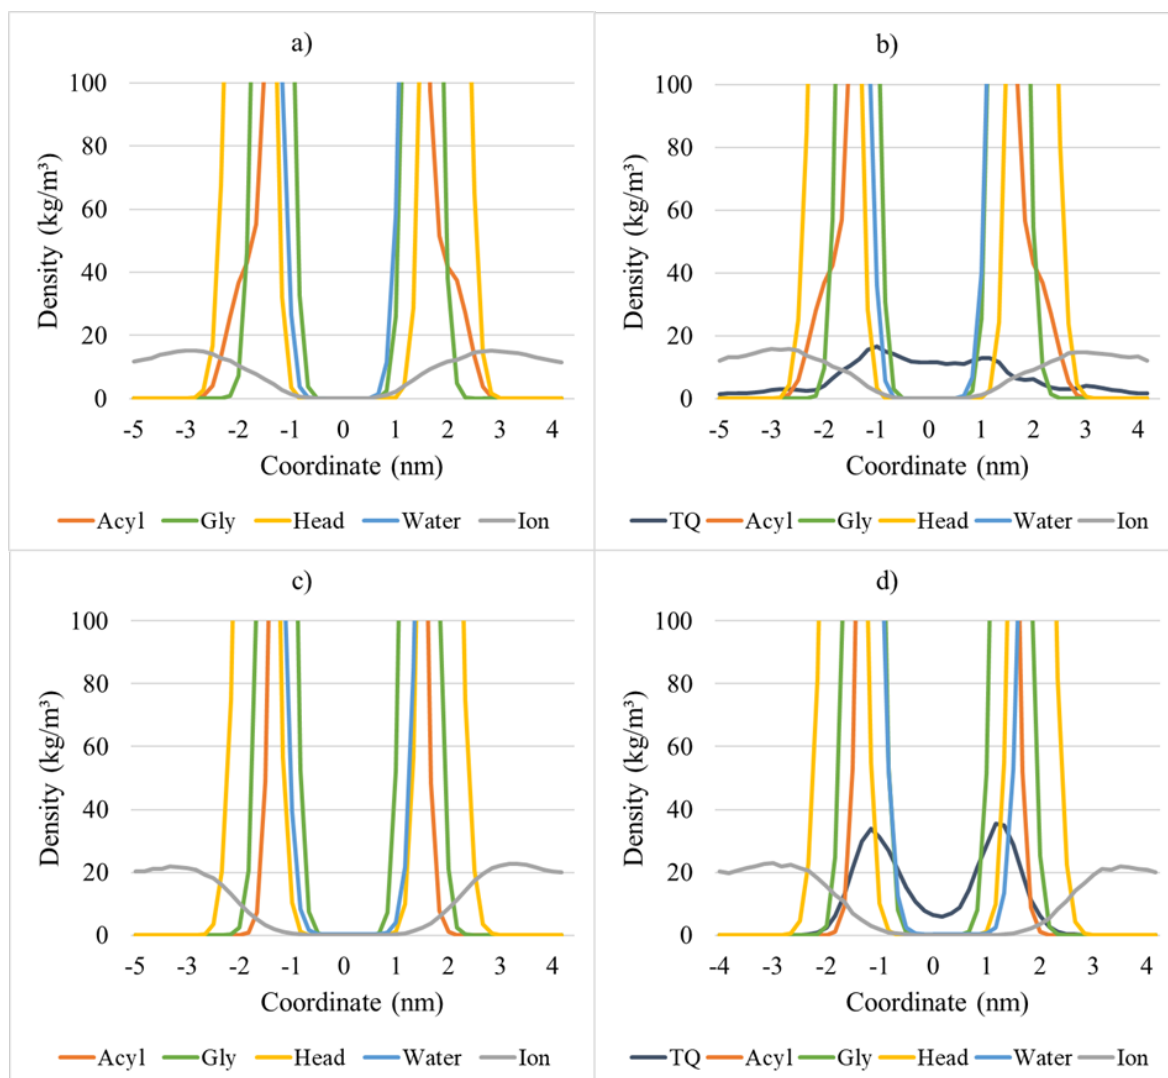 a)
100
80
60
40
20
0
Density (kg/m³)
-5 -3 -2 -1 0 1 2 3 4
Coordinate (nm)
Acyl Gly Head Water Ion
b)
100
80
60
40
20
0
Density (kg/m³)
-5 -3 -2 -1 0 1 2 3 4
Coordinate (nm)
TQ Acyl Gly Head Water Ion
c)
100
80
60
40
20
0
Density (kg/m³)
-5 -3 -2 -1 0 1 2 3 4
Coordinate (nm)
Acyl Gly Head Water Ion
d)
100
80
60
40
20
0
Density (kg/m³)
-4 -3 -2 -1 0 1 2 3 4
Coordinate (nm)
TQ Acyl Gly Head Water Ion